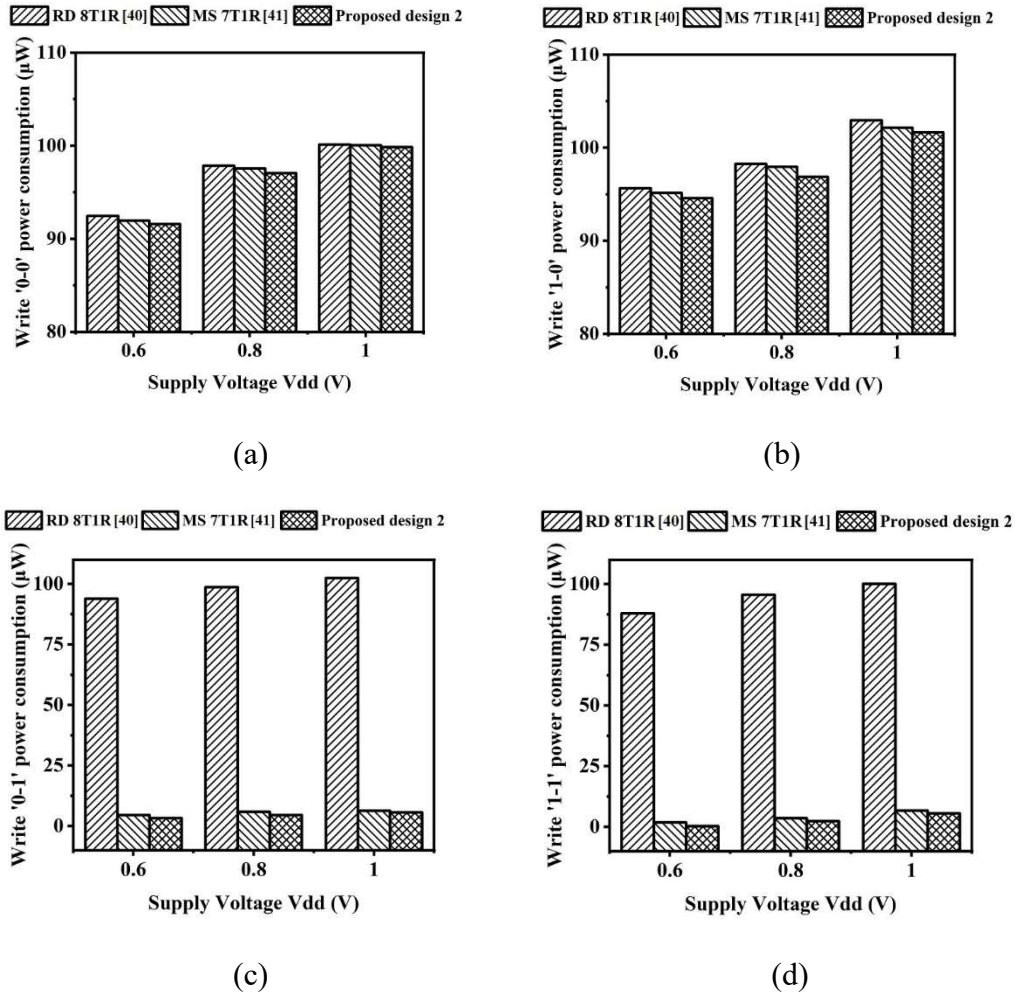 RD 8T1R[40] MS 7T1R[41] Proposed design 2
Write '0-0' power consumption (μW)
110
100
90
80
0.6 0.8 1
Supply Voltage Vdd (V)
(a)
RD 8T1R[40] MS 7T1R[41] Proposed design 2
Write '1-0' power consumption (μW)
110
100
90
80
0.6 0.8 1
Supply Voltage Vdd (V)
(b)
RD 8T1R[40] MS 7T1R[41] Proposed design 2
Write '0-1' power consumption (μW)
100
75
50
25
0
0.6 0.8 1
Supply Voltage Vdd (V)
(c)
RD 8T1R[40] MS 7T1R[41] Proposed design 2
Write '1-1' power consumption (μW)
100
75
50
25
0
0.6 0.8 1
Supply Voltage Vdd (V)
(d)